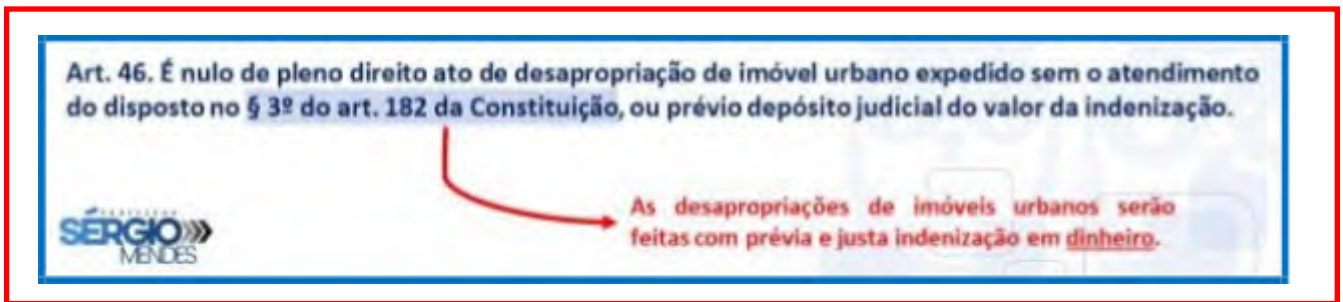 Art. 46. É nulo de pleno direito ato de desapropriação de imóvel urbano expedido sem o atendimento
do disposto no § 3º do art. 182 da Constituição, ou prévio depósito judicial do valor da indenização.
As desapropriações de imóveis urbanos serão
feitas com prévia e justa indenização em dinheiro.
SÉRGIO
MENDES